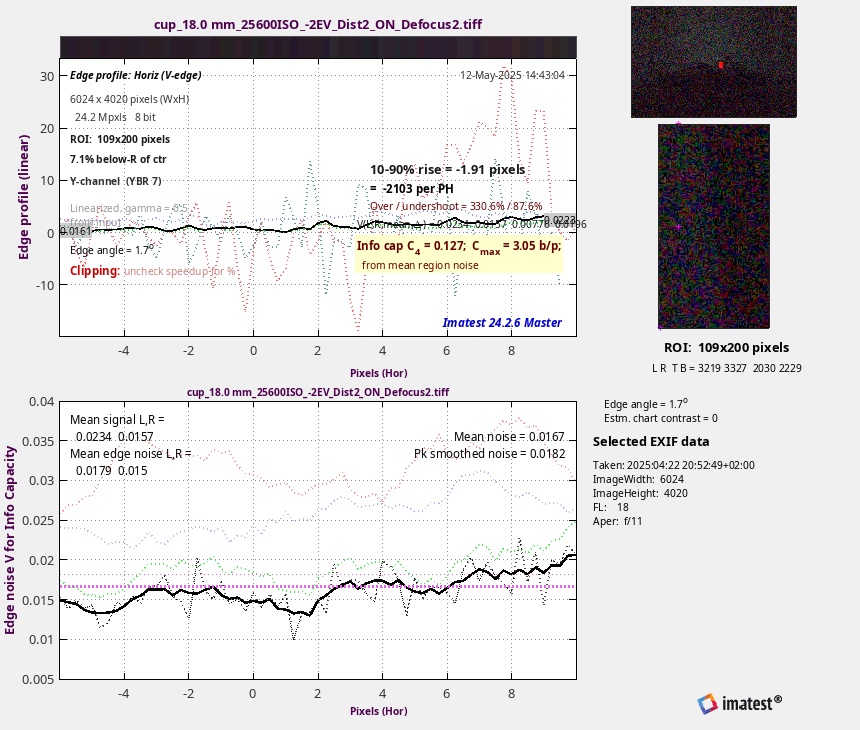 cup_18.0 mm_25600ISO_-2EV_Dist2_ON_Defocus2.tiff
Edge profile: Horiz (V-edge)
12-May-2025 14:43:04
6024 x 4020 pixels (WxH)
24.2 Mpxls 8 bit
ROI: 109x200 pixels
7.1% below-R of ctr
Y-channel (YBR 7)
Linearized, gamma = 0.5
0.0161
Edge angle = 1.7o
Clipping: uncheck speedup for %
10-90% rise = -1.91 pixels
= -2103 per PH
Over / undershoot = 330.6% / 87.6%
0.0233
Info cap C4 = 0.127; Cmax = 3.05 b/p;
from mean region noise
Imatest 24.2.6 Master
Edge profile (linear)
30
20
10
0
-10
-4 -2 0 2 4 6 8
Pixels (Hor)
cup_18.0 mm_25600ISO_-2EV_Dist2_ON_Defocus2.tiff
Mean signal L,R =
0.0234 0.0157
Mean edge noise L,R =
0.0179 0.015
Mean noise = 0.0167
Pk smoothed noise = 0.0182
Edge noise V for Info Capacity
0.04
0.035
0.03
0.025
0.02
0.015
0.01
0.005
-4 -2 0 2 4 6 8
Pixels (Hor)
ROI: 109x200 pixels
L R T B = 3219 3327 2030 2229
Edge angle = 1.7o
Estm. chart contrast = 0
Selected EXIF data
Taken: 2025:04:22 20:52:49+02:00
ImageWidth: 6024
ImageHeight: 4020
FL: 18
Aper: f/11
imatest®